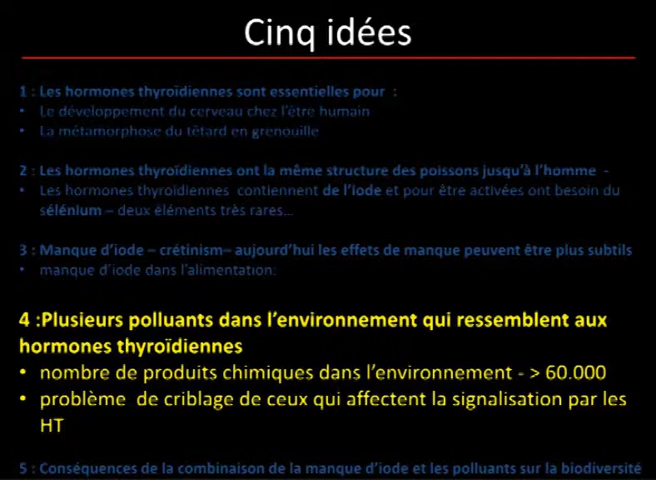 Cinq idées
1 : Les hormones thyroïdiennes sont essentielles pour :
• Le développement du cerveau chez l'être humain
• La métamorphose du têtard en grenouille
2 : Les hormones thyroïdiennes ont la même structure des poissons jusqu'à l'homme -
• Les hormones thyroïdiennes contiennent de l'iode et pour être activées ont besoin du
sélénium – deux éléments très rares...
3 : Manque d'iode – crétinism– aujourd'hui les effets de manque peuvent être plus subtils
• manque d'iode dans l'alimentation:
4 :Plusieurs polluants dans l'environnement qui ressemblent aux
hormones thyroïdiennes
• nombre de produits chimiques dans l'environnement - > 60.000
• problème de criblage de ceux qui affectent la signalisation par les
HT
5 : Conséquences de la combinaison de la manque d'iode et les polluants sur la biodiversité